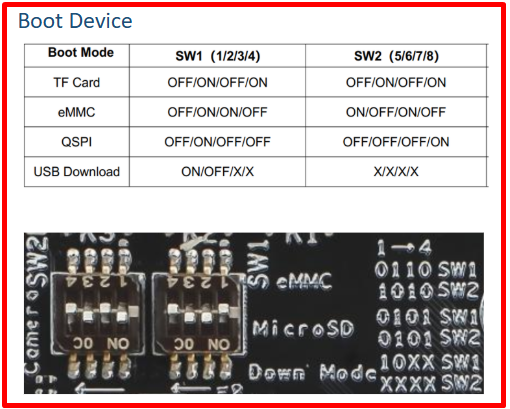 Boot Device
Boot Mode SW1 (1/2/3/4) SW2 (5/6/7/8)
TF Card OFF/ON/OFF/ON OFF/ON/OFF/ON
eMMC OFF/ON/ON/OFF ON/OFF/ON/OFF
QSPI OFF/ON/OFF/OFF OFF/OFF/OFF/ON
USB Download ON/OFF/X/X X/X/X/X
SW2
SW1
1 2 3 4
1 2 3 4
ON
ON
Camera
1→4
eMMC 0110 SW1
1010 SW2
MicroSD 0101 SW1
0101 SW2
Down Mode 10XX SW1
XXXX SW2